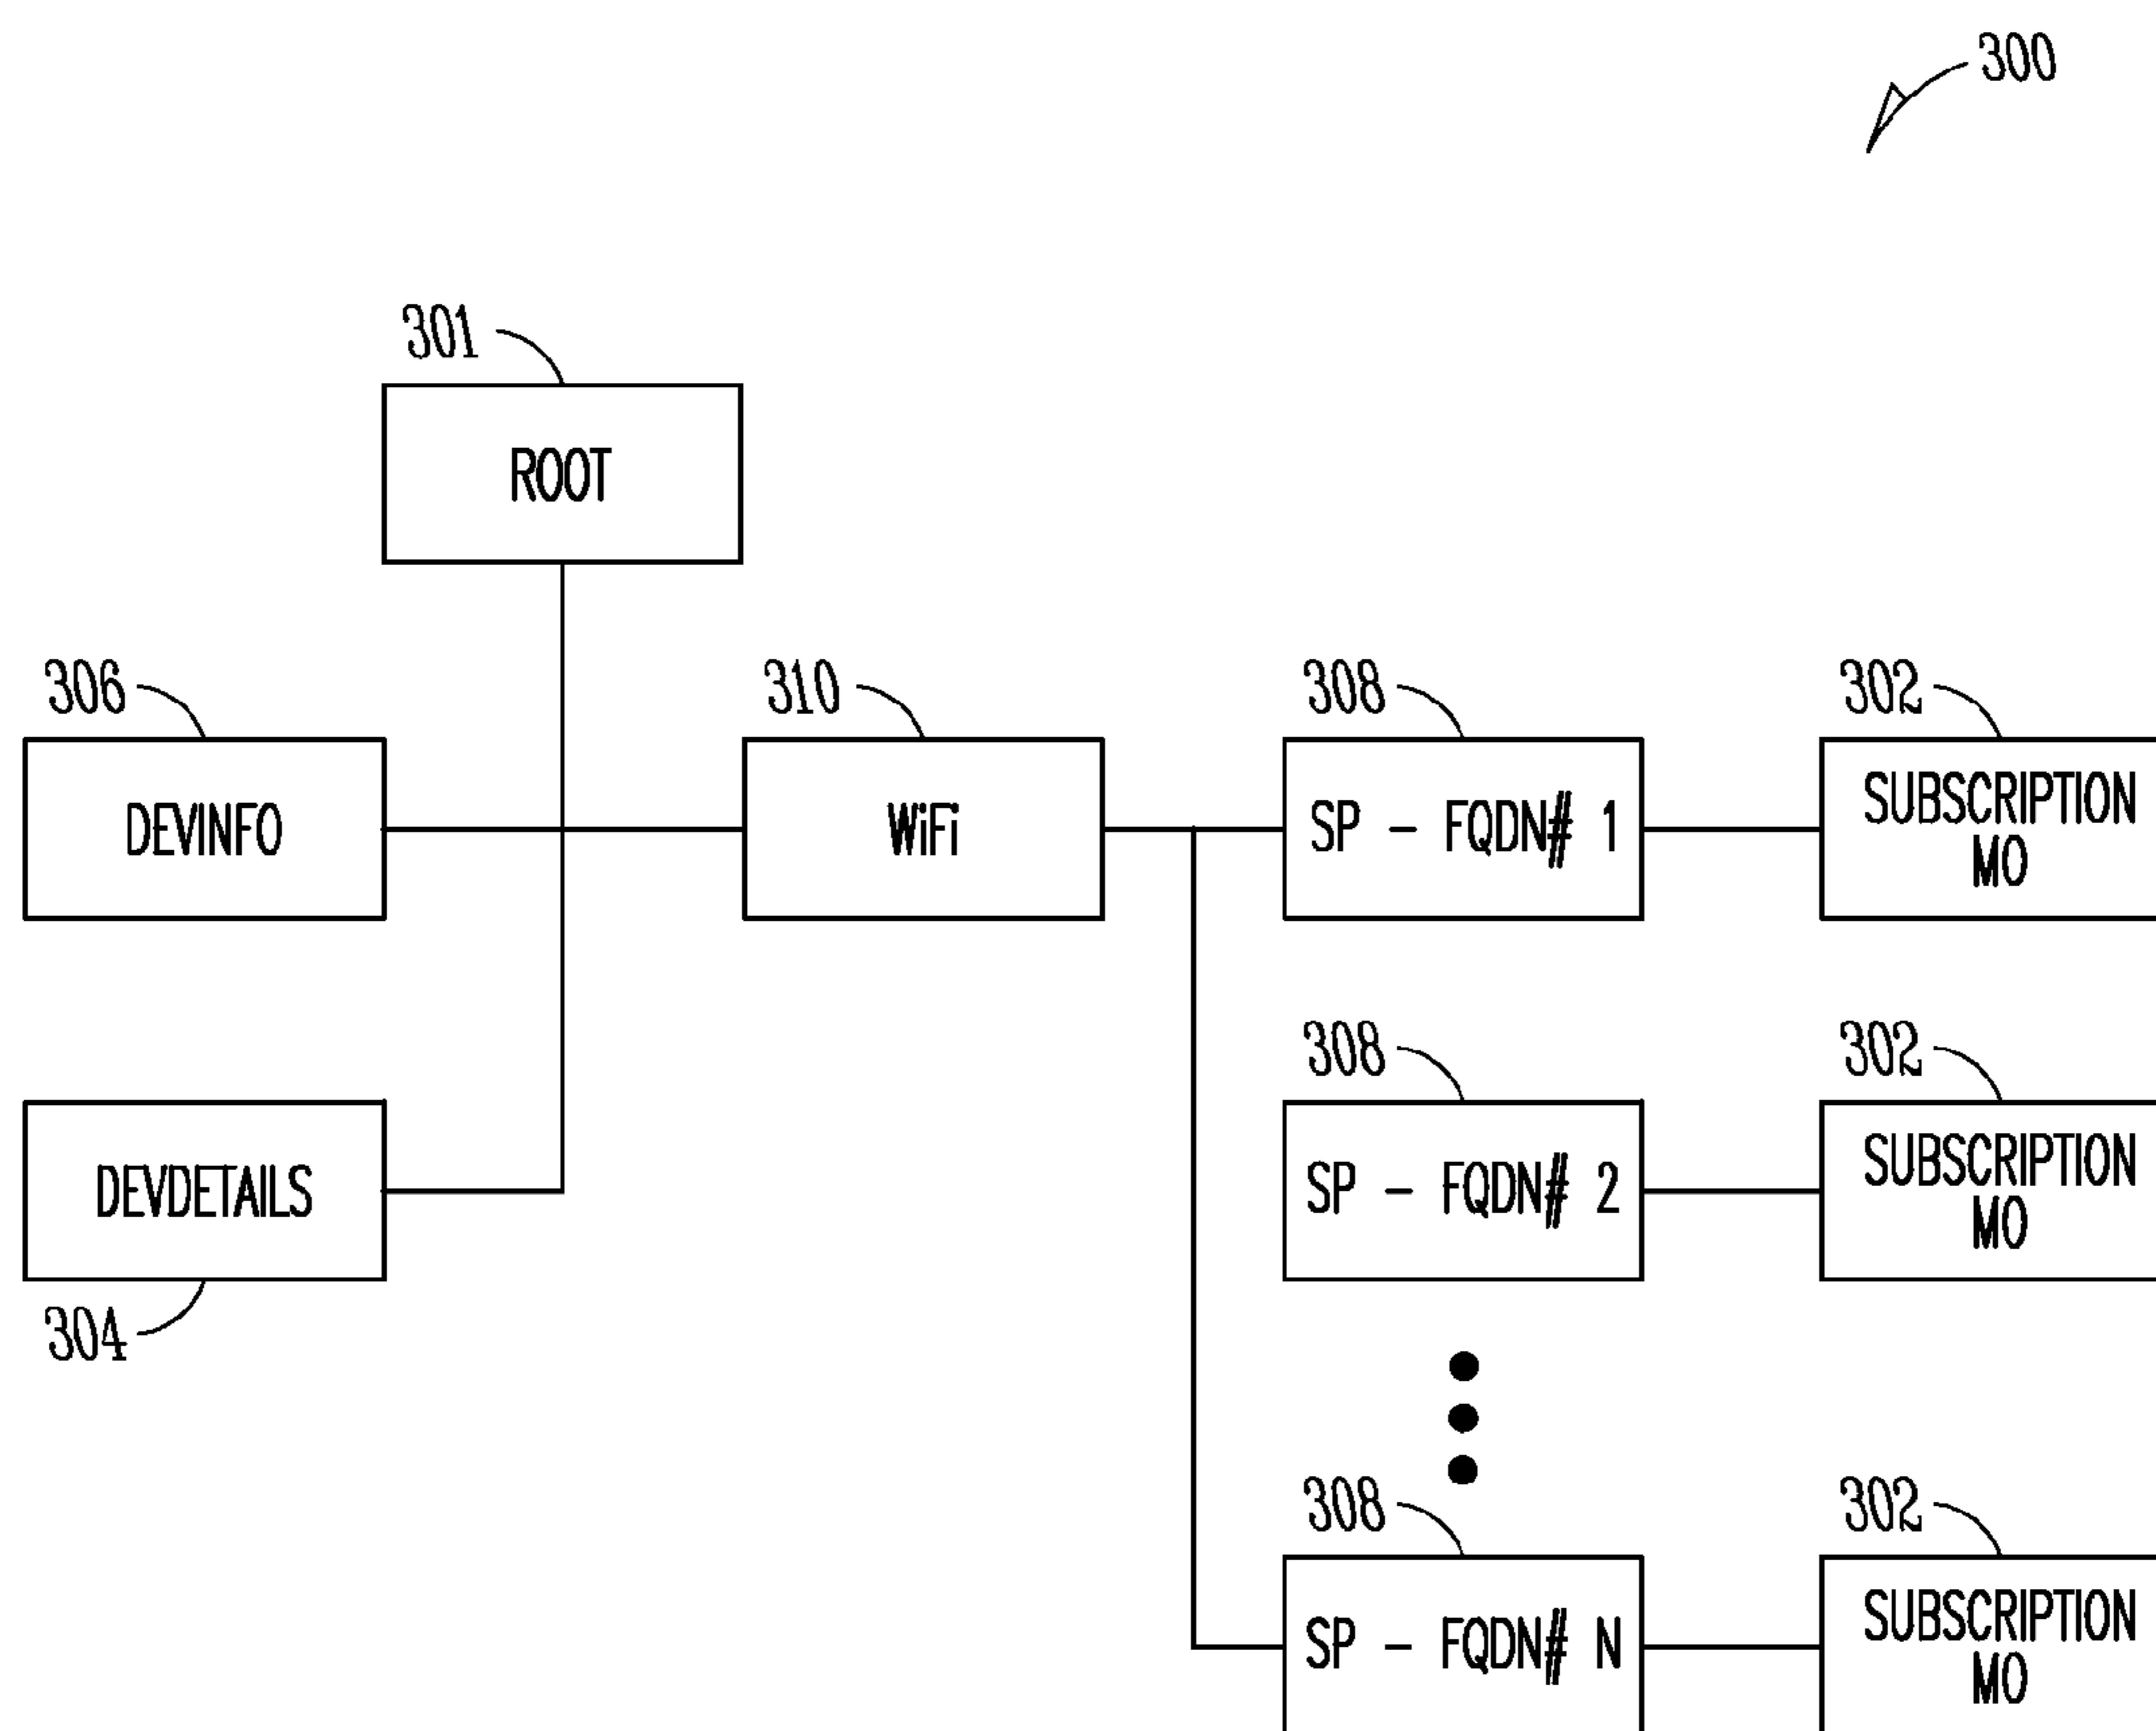 300
301
ROOT
306
310
308
302
DEVINFO
WiFi
SP - FQDN# 1
SUBSCRIPTION
MO
308
302
DEVDETAILS
SP - FQDN# 2
SUBSCRIPTION
MO
304
308
302
SP - FQDN# N
SUBSCRIPTION
MO